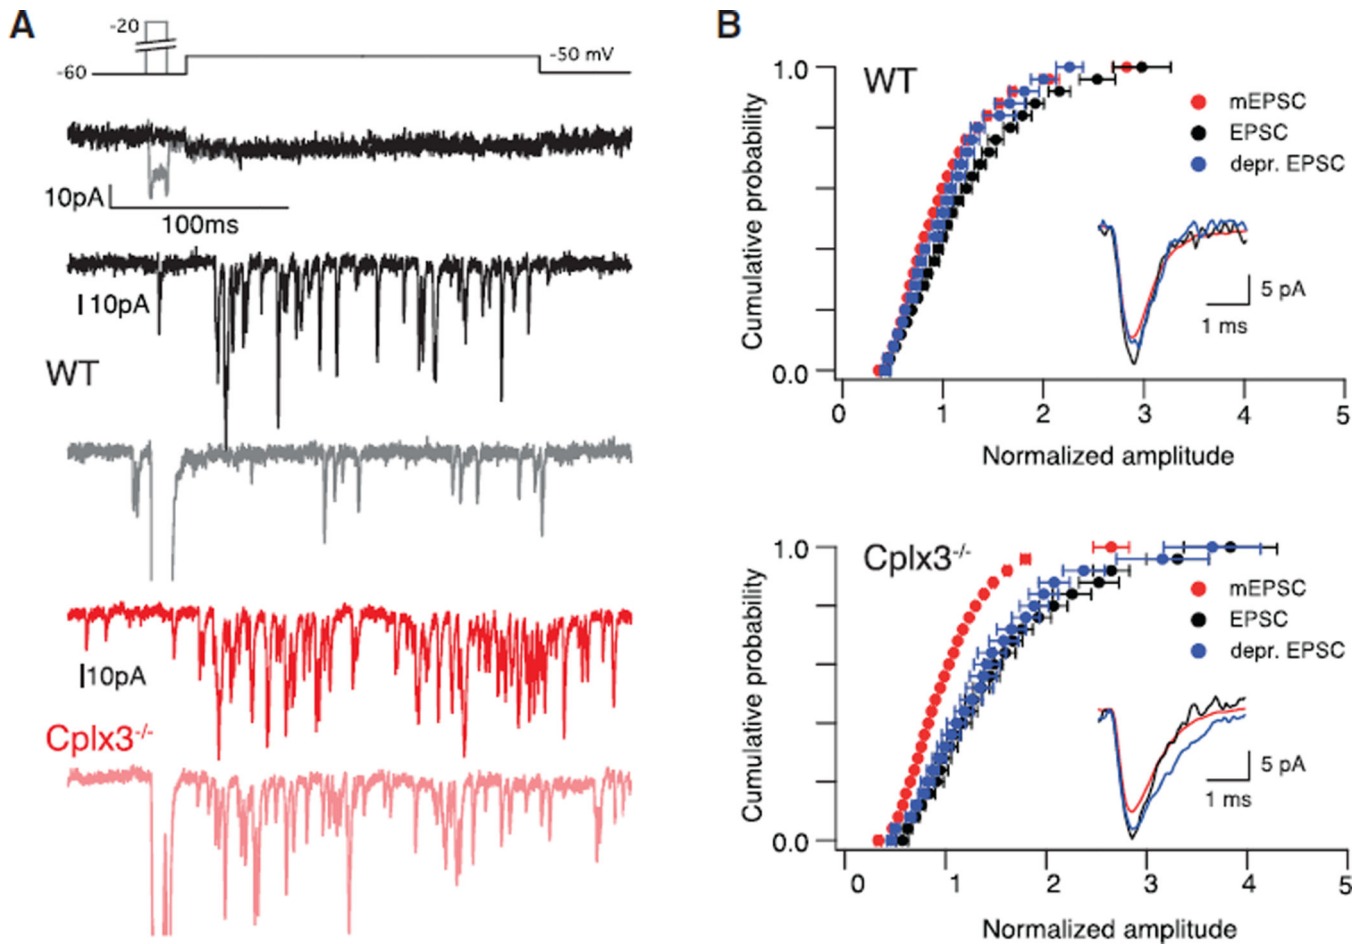 A
-20
-60
-50 mV
10pA
100ms
10pA
WT
10pA
Cplx3-/-
B
WT
Cumulative probability
1.0
0.0
mEPSC
EPSC
depr. EPSC
5 pA
1 ms
0 1 2 3 4 5
Normalized amplitude
Cplx3-/-
Cumulative probability
1.0
0.0
mEPSC
EPSC
depr. EPSC
5 pA
1 ms
0 1 2 3 4 5
Normalized amplitude